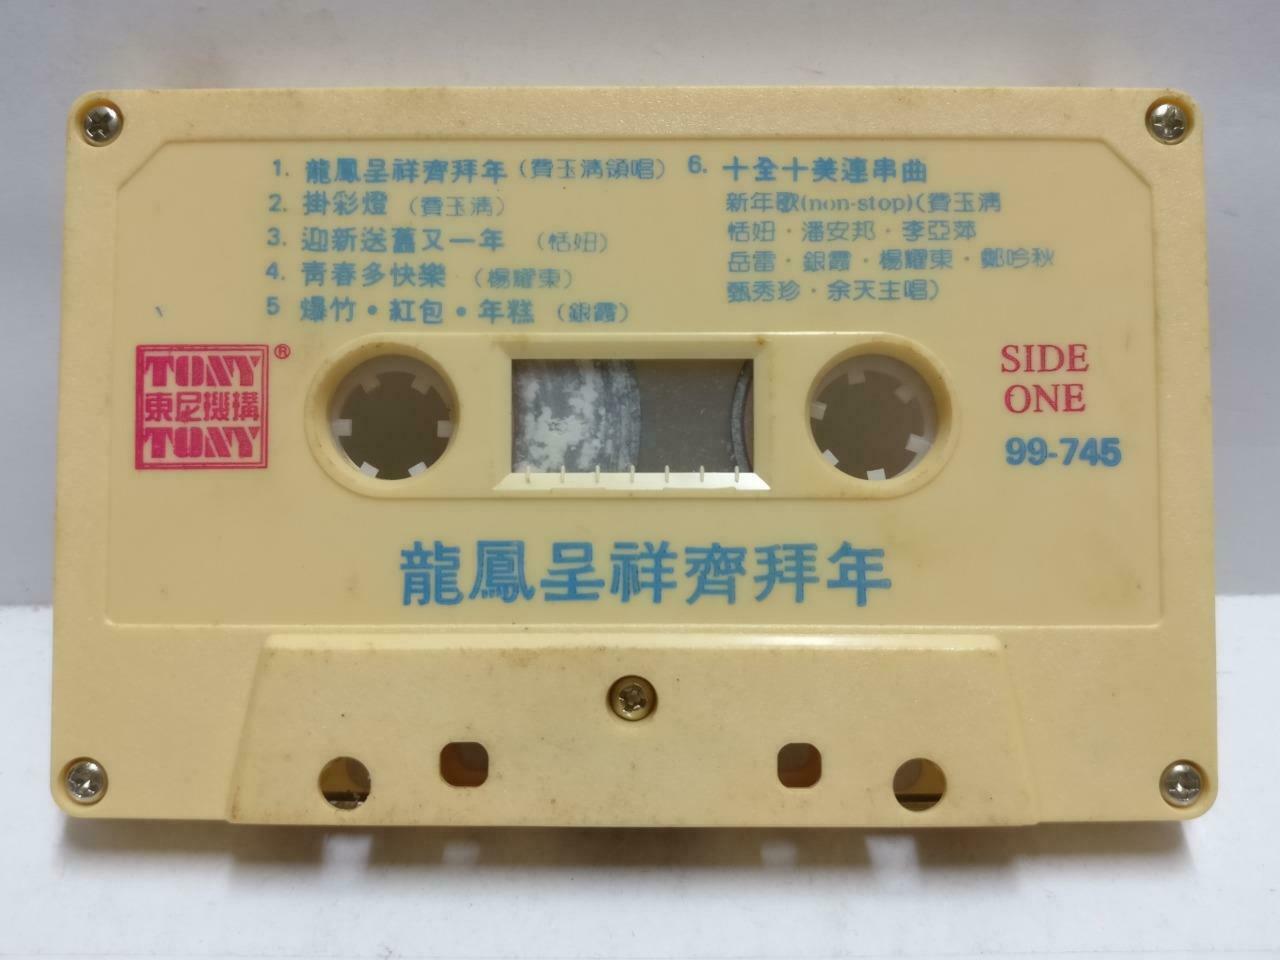 1. 龍鳳呈祥齊拜年(費玉清領唱)
2. 掛彩燈 (費玉清)
3. 迎新送舊又一年 (恬妞)
4. 青春多快樂 (楊耀東)
5 爆竹•紅包•年糕 (銀霞)
6. 十全十美連串曲
新年歌(non-stop)(費玉清
恬妞•潘安邦•李亞萍
岳雷•銀霞•楊耀東•鄭吟秋
甄秀珍•余天主唱)
TONY ®
東尼機構
TONY
SIDE
ONE
99-745
龍鳳呈祥齊拜年